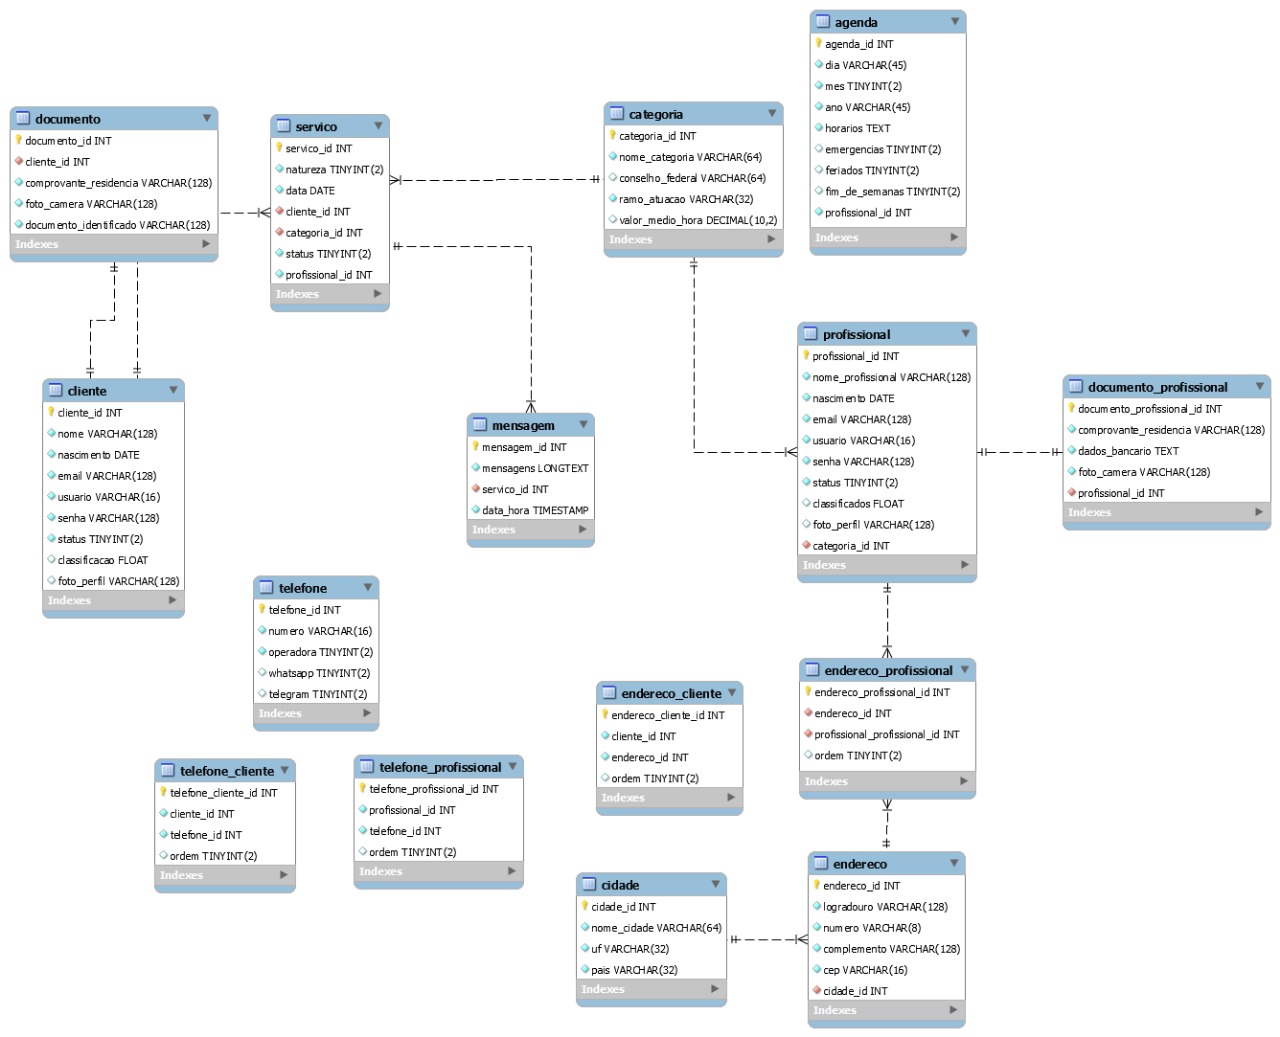 agenda
agenda_id INT
dia VARCHAR(45)
mes TINYINT(2)
ano VARCHAR(45)
horarios TEXT
emergencias TINYINT(2)
feriados TINYINT(2)
fim_de_semanas TINYINT(2)
profissional_id INT
Indexes
documento
documento_id INT
cliente_id INT
comprovante_residencia VARCHAR(128)
foto_camera VARCHAR(128)
documento_identificado VARCHAR(128)
Indexes
servico
servico_id INT
natureza TINYINT(2)
data DATE
cliente_id INT
categoria_id INT
status TINYINT(2)
profissional_id INT
Indexes
categoria
categoria_id INT
nome_categoria VARCHAR(64)
conselho_federal VARCHAR(64)
ramo_atuacao VARCHAR(32)
valor_medio_hora DECIMAL(10,2)
Indexes
profissional
profissional_id INT
nome_profissional VARCHAR(128)
nascimento DATE
email VARCHAR(128)
usuario VARCHAR(16)
senha VARCHAR(128)
status TINYINT(2)
classificados FLOAT
foto_perfil VARCHAR(128)
categoria_id INT
Indexes
documento_profissional
documento_profissional_id INT
comprovante_residencia VARCHAR(128)
dados_bancario TEXT
foto_camera VARCHAR(128)
profissional_id INT
Indexes
cliente
cliente_id INT
nome VARCHAR(128)
nascimento DATE
email VARCHAR(128)
usuario VARCHAR(16)
senha VARCHAR(128)
status TINYINT(2)
classificacao FLOAT
foto_perfil VARCHAR(128)
Indexes
mensagem
mensagem_id INT
mensagens LONGTEXT
servico_id INT
data_hora TIMESTAMP
Indexes
telefone
telefone_id INT
numero VARCHAR(16)
operadora TINYINT(2)
whatsapp TINYINT(2)
telegram TINYINT(2)
Indexes
endereco_cliente
endereco_cliente_id INT
cliente_id INT
endereco_id INT
ordem TINYINT(2)
Indexes
endereco_profissional
endereco_profissional_id INT
endereco_id INT
profissional_profissional_id INT
ordem TINYINT(2)
Indexes
telefone_cliente
telefone_cliente_id INT
cliente_id INT
telefone_id INT
ordem TINYINT(2)
Indexes
telefone_profissional
telefone_profissional_id INT
profissional_id INT
telefone_id INT
ordem TINYINT(2)
Indexes
cidade
cidade_id INT
nome_cidade VARCHAR(64)
uf VARCHAR(32)
pais VARCHAR(32)
Indexes
endereco
endereco_id INT
logradouro VARCHAR(128)
numero VARCHAR(8)
complemento VARCHAR(128)
cep VARCHAR(16)
cidade_id INT
Indexes